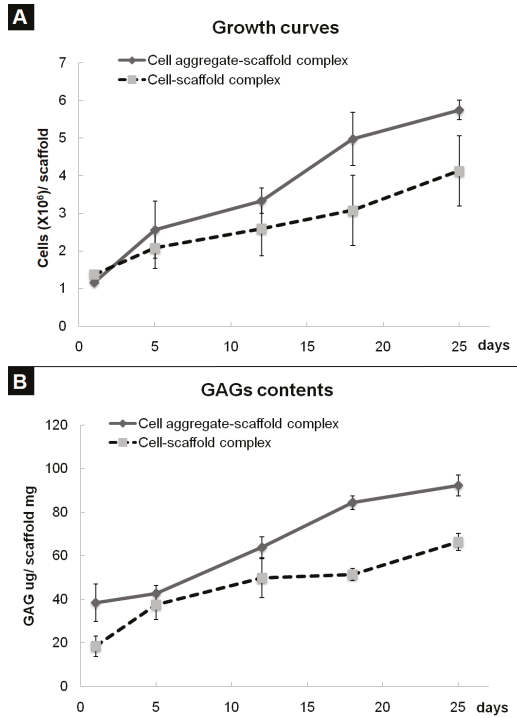 A
Growth curves
Cell aggregate-scaffold complex
Cell-scaffold complex
Cells (X10⁶)/ scaffold
7
6
5
4
3
2
1
0
0 5 10 15 20 25 days
B
GAGs contents
Cell aggregate-scaffold complex
Cell-scaffold complex
GAG ug/ scaffold mg
120
100
80
60
40
20
0
0 5 10 15 20 25 days